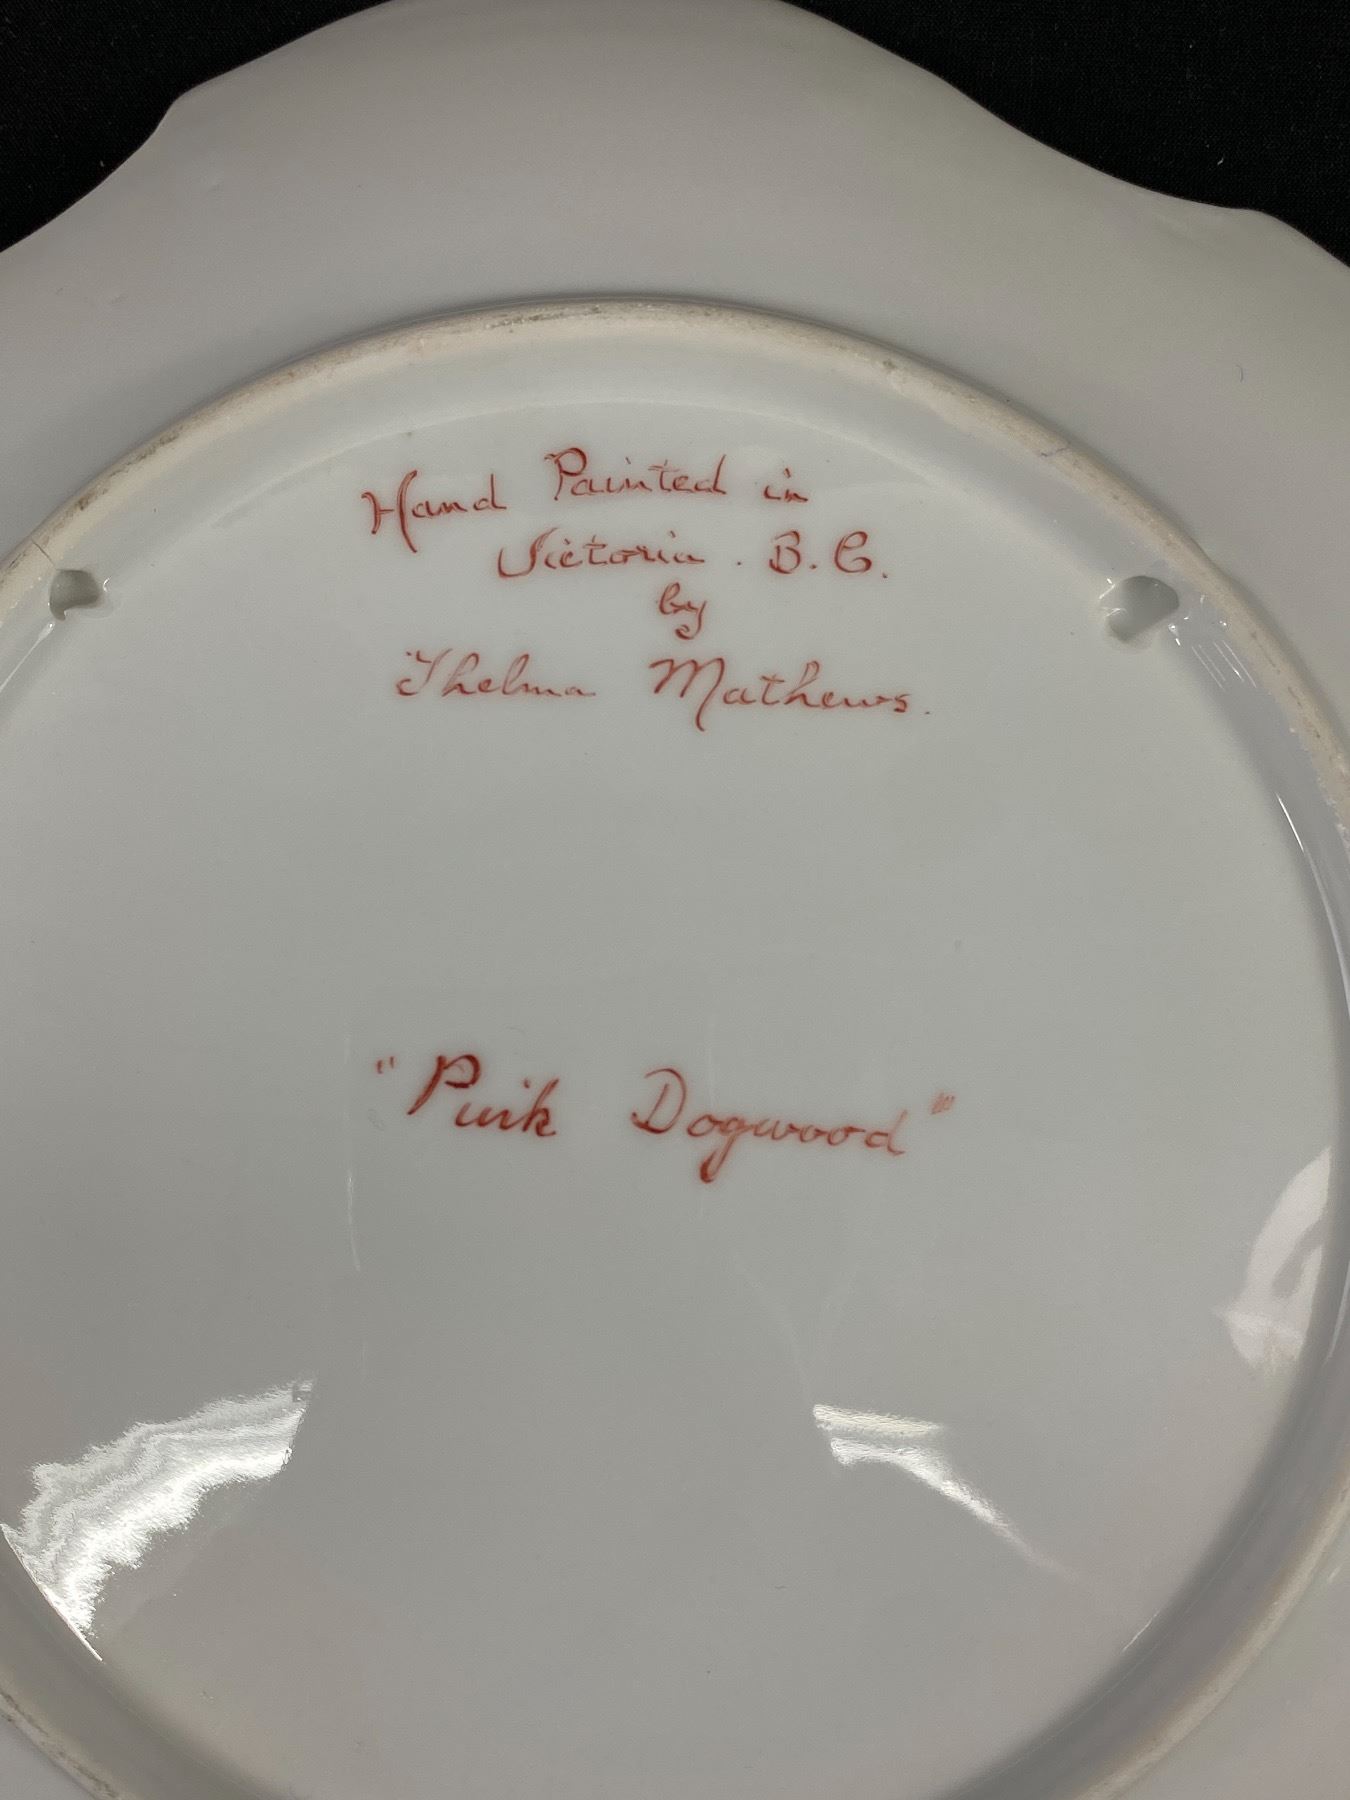 Hand Painted in
Victoria. B.C.
by
Thelma Mathews.
"Pink Dogwood"